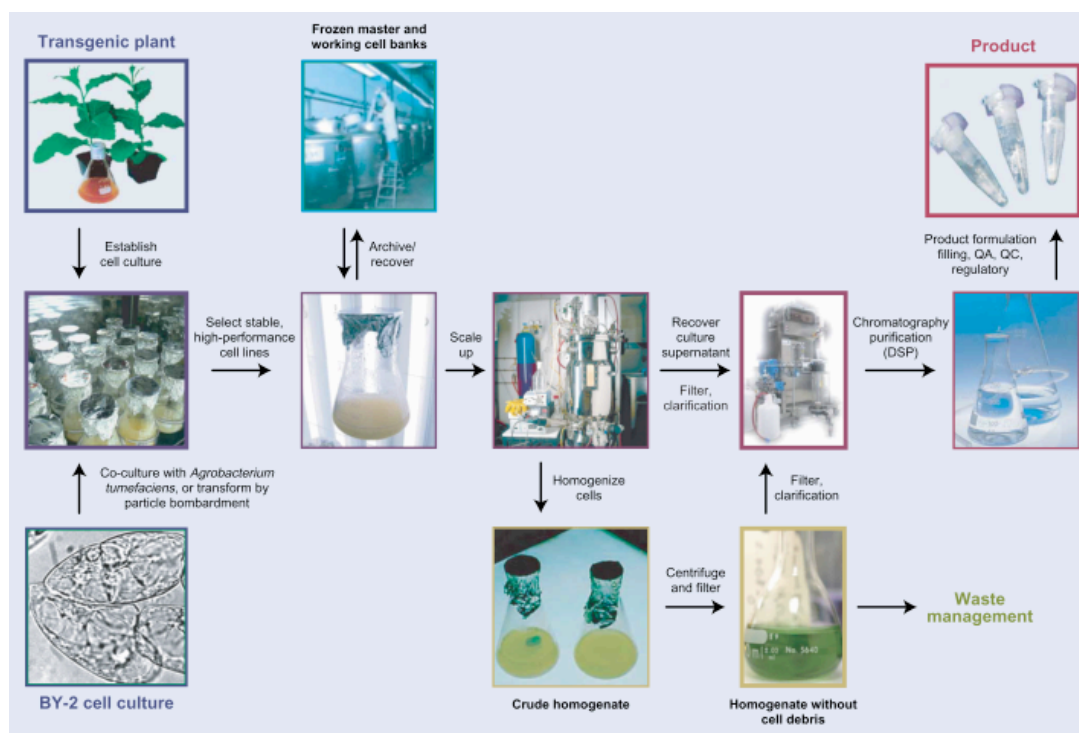 Transgenic plant
Frozen master and
working cell banks
Product
Establish
cell culture
Archive/
recover
Product formulation
filling, QA, QC,
regulatory
Select stable,
high-performance
cell lines
Scale
up
Recover
culture
supernatant
Filter,
clarification
Chromatography
purification
(DSP)
Co-culture with Agrobacterium
tumefaciens, or transform by
particle bombardment
Homogenize
cells
Filter,
clarification
Centrifuge
and filter
Waste
management
No. 5640
BY-2 cell culture
Crude homogenate
Homogenate without
cell debris